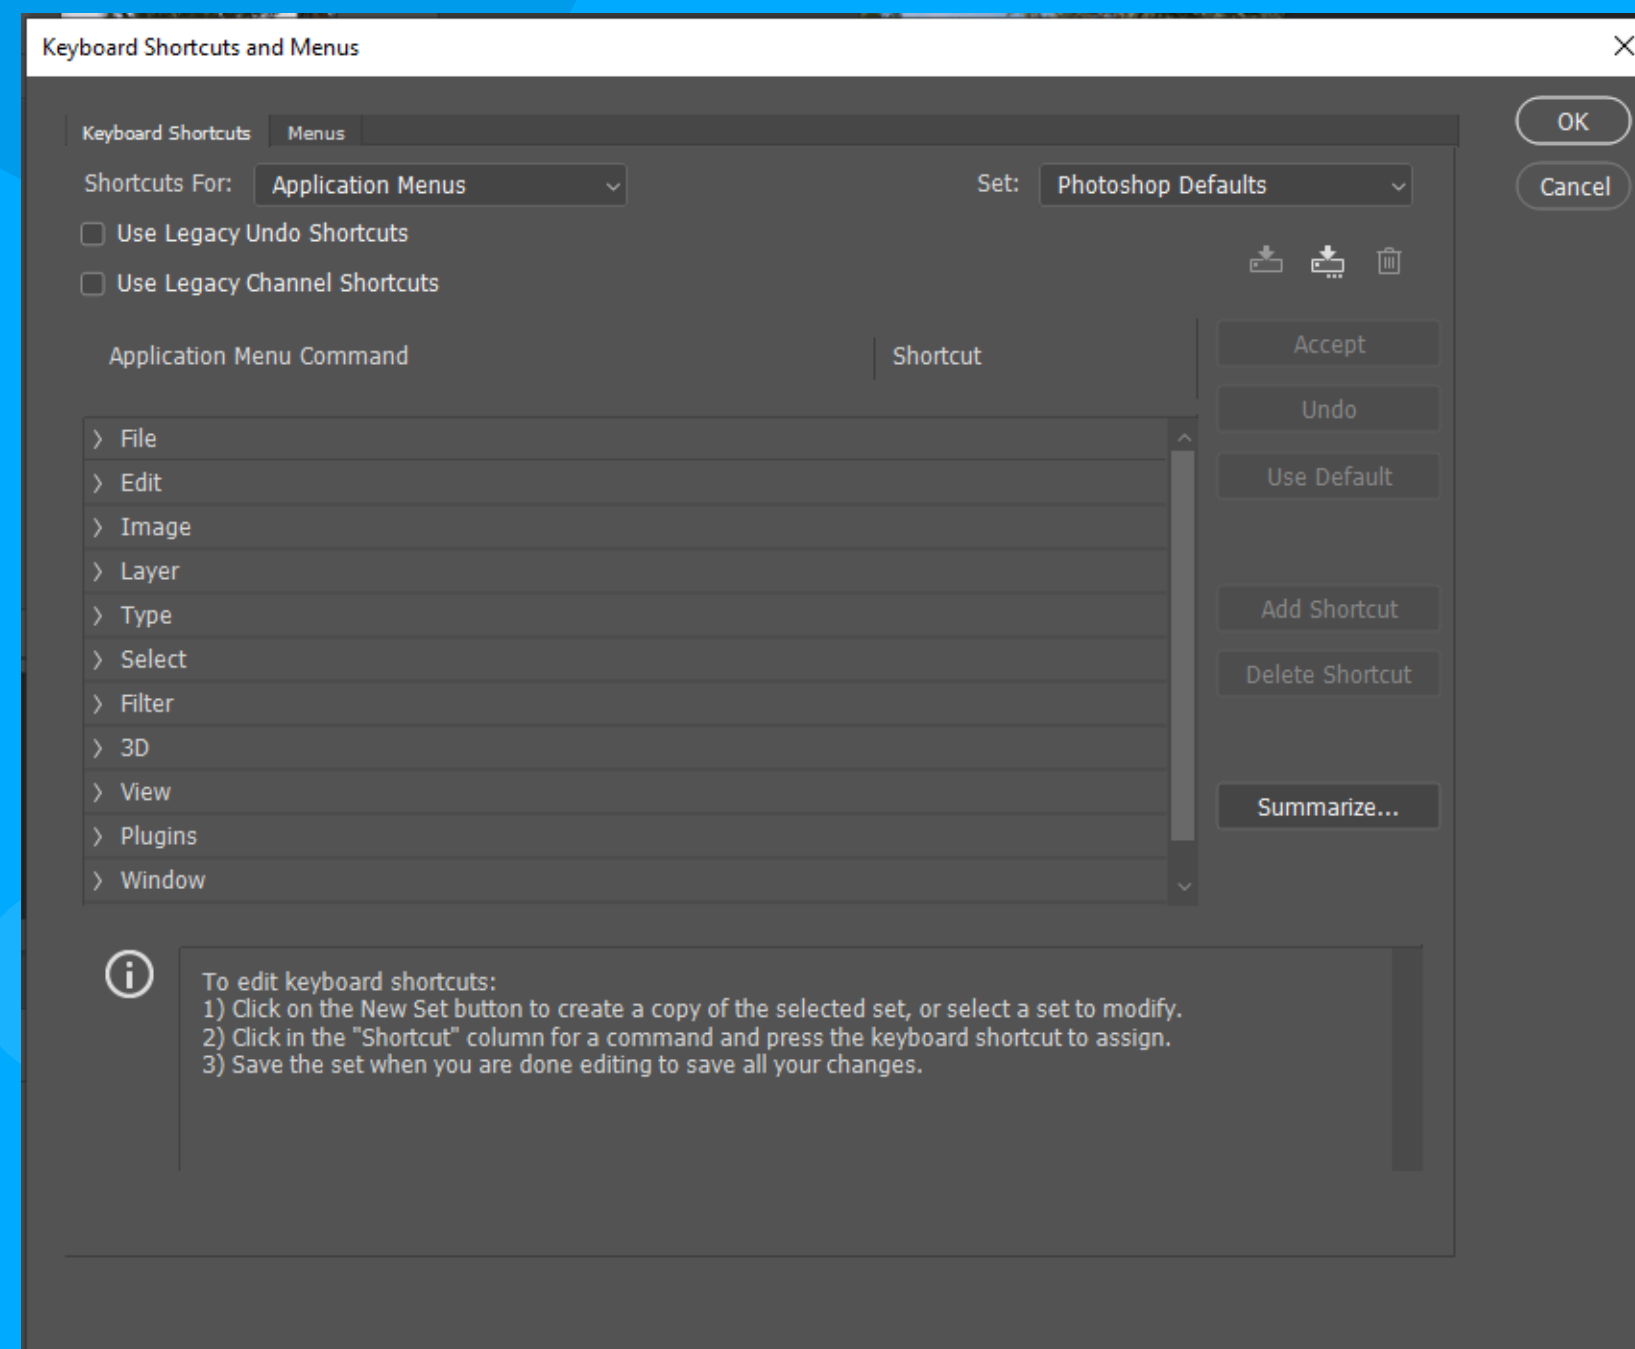 Keyboard Shortcuts and Menus
Keyboard Shortcuts Menus
OK
Shortcuts For: Application Menus Set: Photoshop Defaults
Cancel
Use Legacy Undo Shortcuts
Use Legacy Channel Shortcuts
Application Menu Command Shortcut
Accept
Undo
File
Edit
Use Default
Image
Layer
Type
Add Shortcut
Select
Delete Shortcut
Filter
3D
View
Summarize...
Plugins
Window
To edit keyboard shortcuts:
1) Click on the New Set button to create a copy of the selected set, or select a set to modify.
2) Click in the "Shortcut" column for a command and press the keyboard shortcut to assign.
3) Save the set when you are done editing to save all your changes.